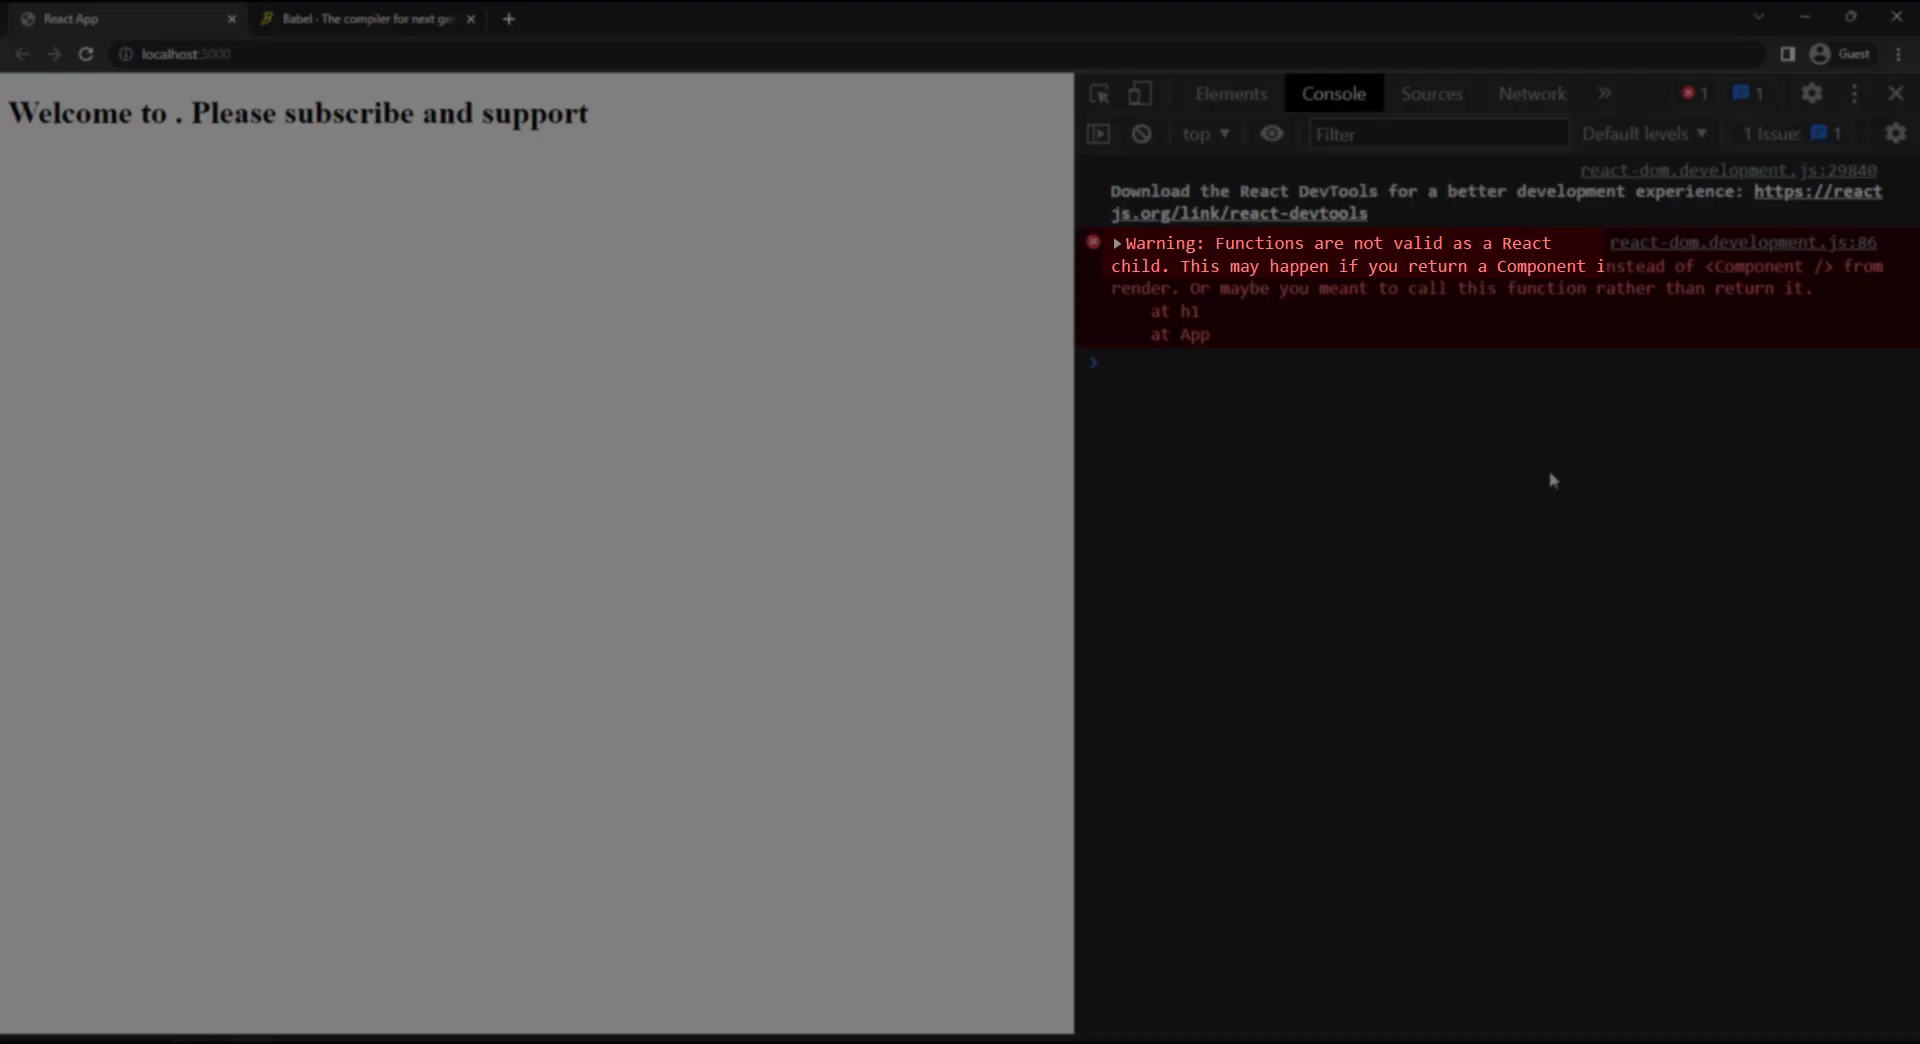 React App
Babel · The compiler for next ge
localhost:3000
Guest
Welcome to . Please subscribe and support
Elements Console Sources Network » 1 1
top ▼ Filter Default levels ▼ 1 Issue: 1
react-dom.development.js:29840
Download the React DevTools for a better development experience: https://react
js.org/link/react-devtools
▶Warning: Functions are not valid as a React react-dom.development.js:86
child. This may happen if you return a Component instead of <Component /> from
render. Or maybe you meant to call this function rather than return it.
at h1
at App